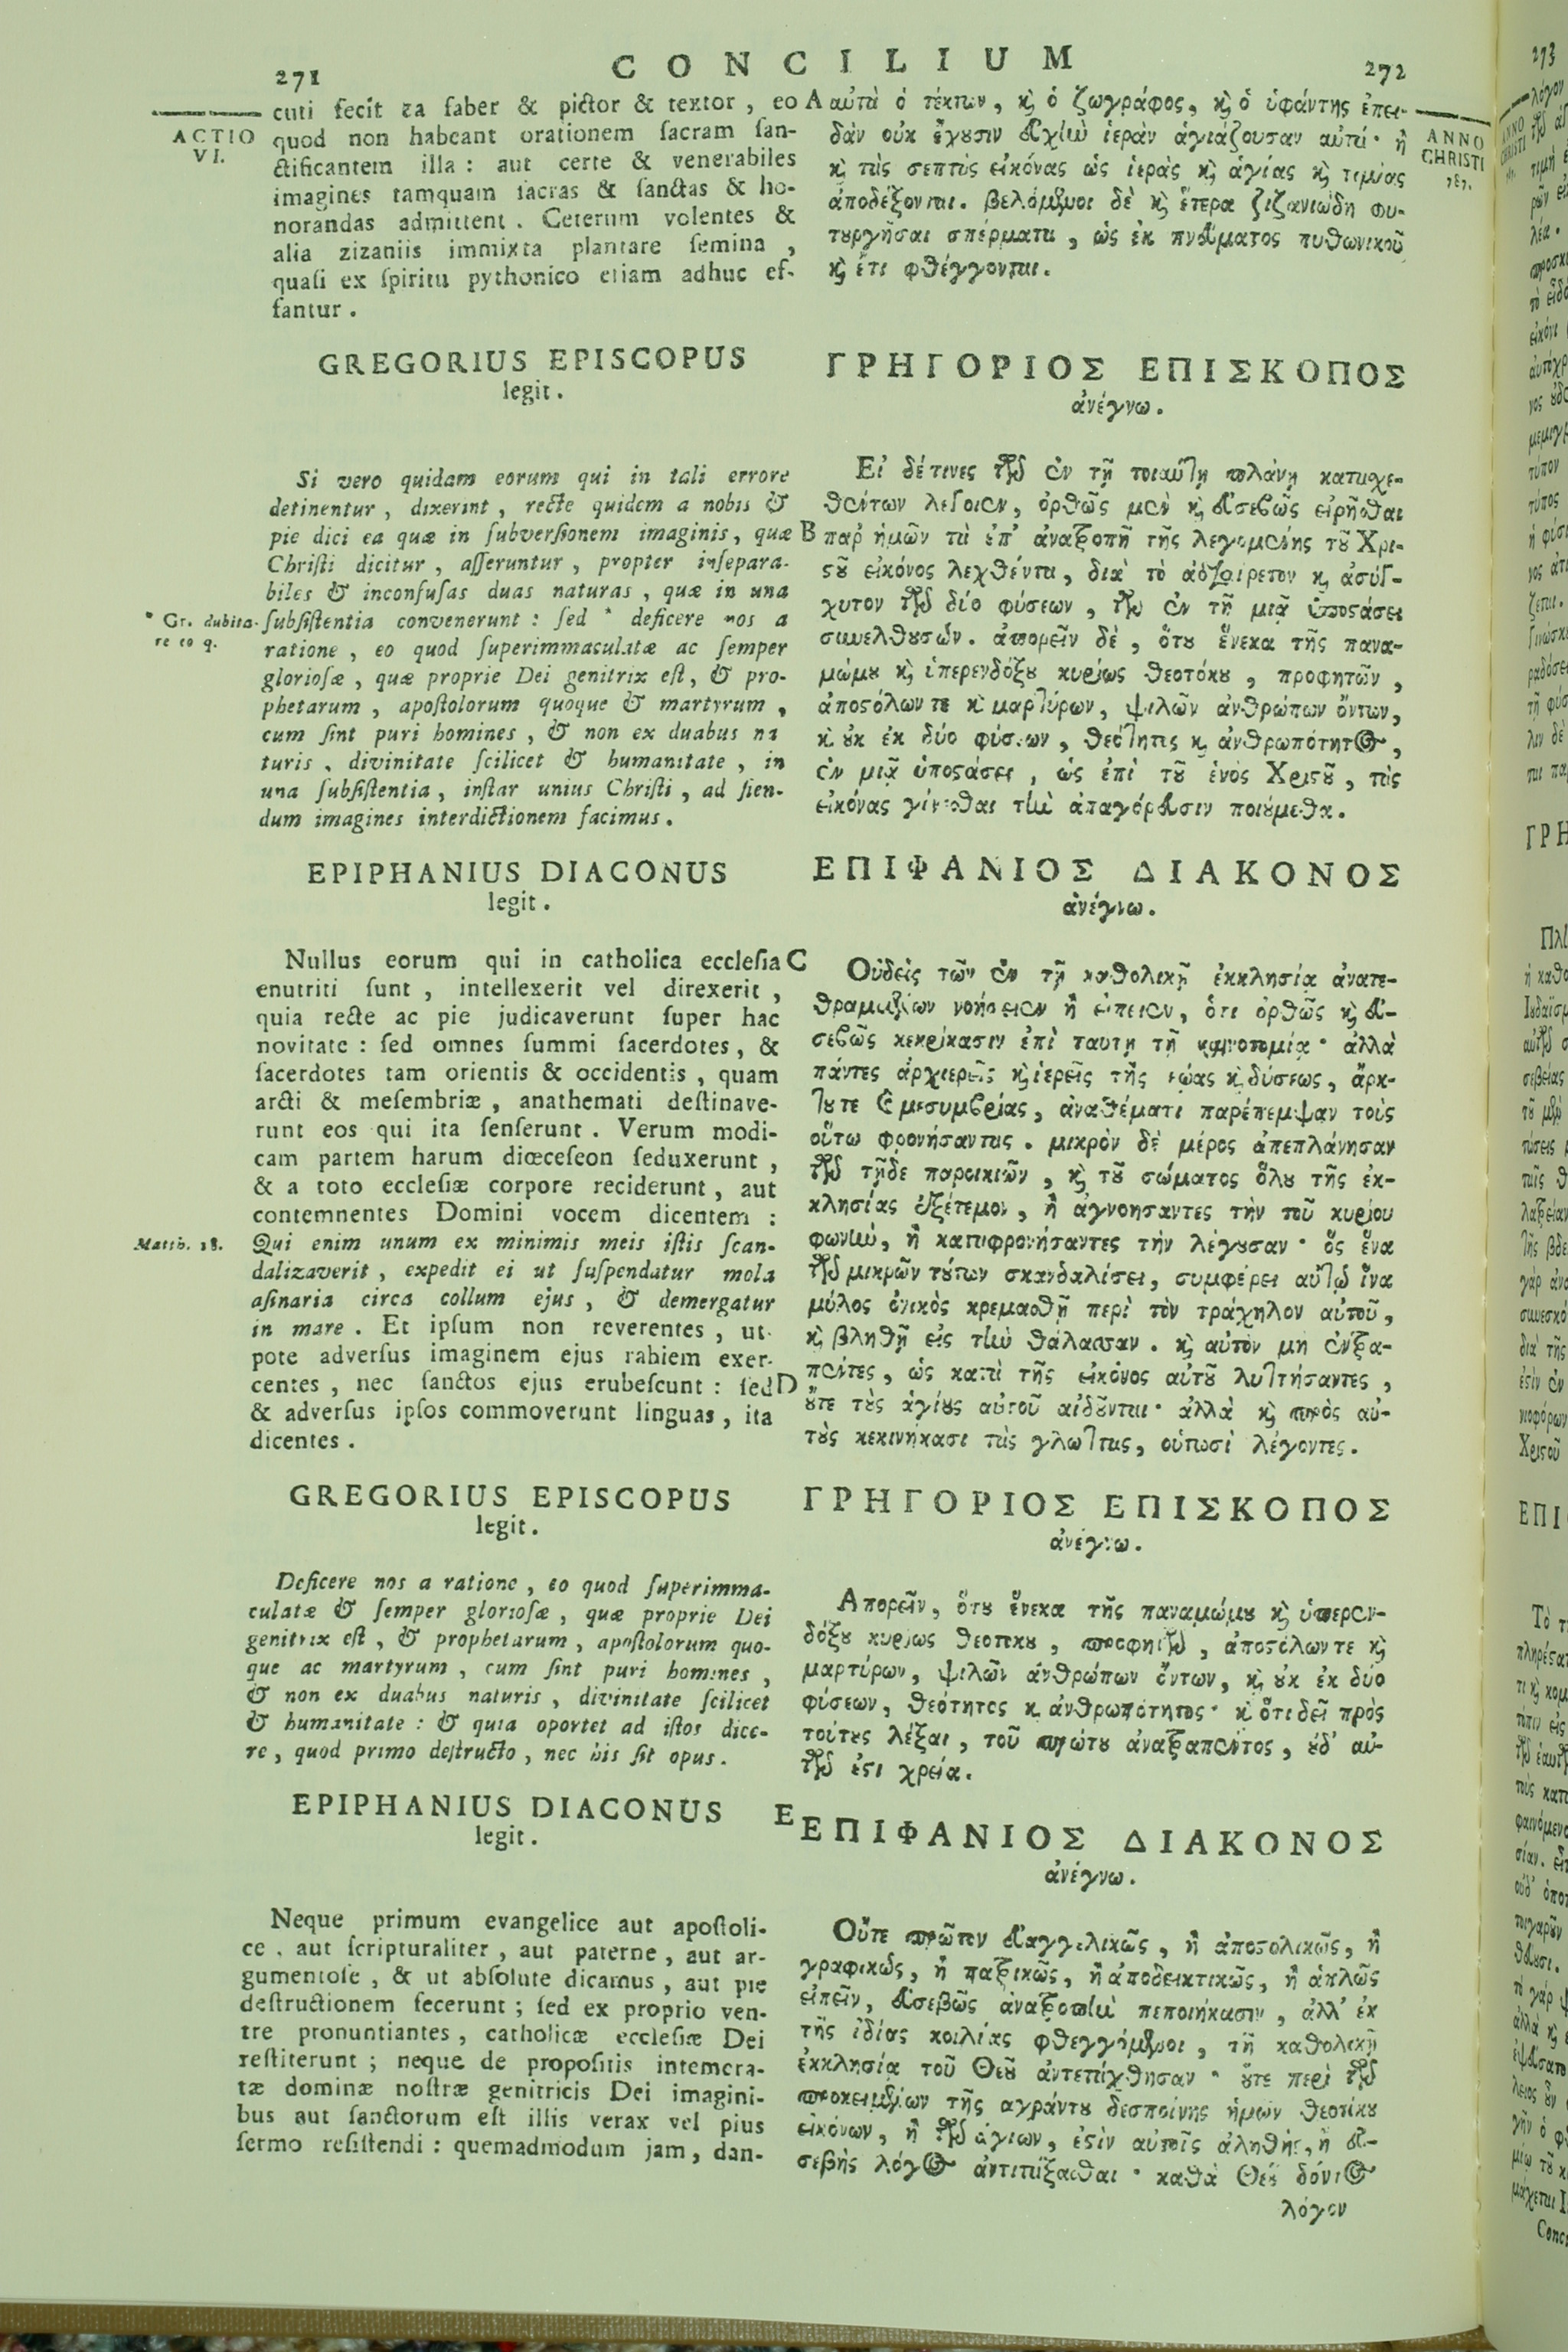 271
CONCILIUM
272
ACTIO
VI.
cuti fecit ea faber & pictor & textor, eo
quod non habeant orationem sacram san-
ctificantem illa: aut certe & venerabiles
imagines tamquam sacras & sanctas & ho-
norandas admittent. Ceterum volentes &
alia zizaniis immixta plantare semina,
quasi ex spiritu pythonico etiam adhuc ef-
fantur.
GREGORIUS EPISCOPUS
legit.
Si vero quidam eorum qui in tali errore
detinentur, dixerint, recte quidem a nobis &
pie dici ea quæ in subversionem imaginis, quæ
Christi dicitur, asseruntur, propter insepara-
biles & inconfusas duas naturas, quæ in una
* Gr. dubita-
re eo q.
subsistentia convenerunt: sed * deficere nos a
ratione, eo quod superimmaculatæ ac semper
gloriosæ, quæ proprie Dei genitrix est, & pro-
phetarum, apostolorum quoque & martyrum,
cum sint puri homines, & non ex duabus na
turis, divinitate scilicet & humanitate, in
una subsistentia, instar unius Christi, ad fien-
dum imagines interdictionem facimus.
EPIPHANIUS DIACONUS
legit.
Nullus eorum qui in catholica ecclesia
enutriti sunt, intellexerit vel direxerit,
quia recte ac pie judicaverunt super hac
novitate: sed omnes summi sacerdotes, &
sacerdotes tam orientis & occidentis, quam
arcti & mesembriæ, anathemati destinave-
runt eos qui ita senserunt. Verum modi-
cam partem harum diœceseon seduxerunt,
& a toto ecclesiæ corpore reciderunt, aut
contemnentes Domini vocem dicentem:
Matth. 18.
Qui enim unum ex minimis meis istis scan-
dalizaverit, expedit ei ut suspendatur mola
asinaria circa collum ejus, & demergatur
in mare. Et ipsum non reverentes, ut-
pote adversus imaginem ejus rabiem exer-
centes, nec sanctos ejus erubescunt: sed
& adversus ipsos commoverunt linguas, ita
dicentes.
GREGORIUS EPISCOPUS
legit.
Deficere nos a ratione, eo quod superimma-
culatæ & semper gloriosæ, quæ proprie Dei
genitrix est, & prophetarum, apostolorum quo-
que ac martyrum, cum sint puri homines,
& non ex duabus naturis, divinitate scilicet
& humanitate: & quia oportet ad istos dice-
re, quod primo destructo, nec his sit opus.
EPIPHANIUS DIACONUS
legit.
Neque primum evangelice aut apostoli-
ce, aut scripturaliter, aut paterne, aut ar-
gumentose, & ut absolute dicamus, aut pie
destructionem fecerunt; sed ex proprio ven-
tre pronuntiantes, catholicæ ecclesiæ Dei
restiterunt; neque de propositis intemera-
tæ dominæ nostræ genitricis Dei imagini-
bus aut sanctorum est illis verax vel pius
sermo resistendi: quemadmodum jam, dan-
A
B
C
D
E
αὐτὰ ὁ τέκτων, καὶ ὁ ζωγράφος, καὶ ὁ ὑφάντης ἐπει-
δὰν οὐκ ἔχουσιν εὐχὴν ἱερὰν ἁγιάζουσαν αὐτά· ἢ
καὶ τὰς σεπτὰς εἰκόνας ὡς ἱερὰς καὶ ἁγίας καὶ τιμίας
ἀποδέξονται. βελόμενοι δὲ καὶ ἕτερα ζιζανιώδη φυ-
τουργῆσαι σπέρματα, ὡς ἐκ πνεύματος πυθωνικοῦ
καὶ ἔτι φθέγγονται.
ANNO
CHRISTI
787.
ΓΡΗΓΟΡΙΟΣ ΕΠΙΣΚΟΠΟΣ
ἀνέγνω.
Εἰ δέ τινες τῶν ἐν τῇ τοιαύτῃ πλάνῃ κατασχε-
θέντων λέγοιεν, ὀρθῶς μὲν καὶ εὐσεβῶς εἰρῆσθαι
παρ' ἡμῶν τὰ ἐπ' ἀνατροπῇ τῆς λεγομένης τοῦ Χρι-
στοῦ εἰκόνος λεχθέντα, διὰ τὸ ἀδιαίρετον καὶ ἀσύγ-
χυτον τῶν δύο φύσεων, τῶν ἐν τῇ μιᾷ ὑποστάσει
συνελθουσῶν. ἀπορεῖν δὲ, ὅτου ἕνεκα τῆς πανα-
μώμου καὶ ὑπερενδόξου κυρίως θεοτόκου, προφητῶν,
ἀποστόλων τε καὶ μαρτύρων, ψιλῶν ἀνθρώπων ὄντων,
καὶ οὐκ ἐκ δύο φύσεων, θεότητος καὶ ἀνθρωπότητος,
ἐν μιᾷ ὑποστάσει, ὡς ἐπὶ τοῦ ἑνὸς Χριστοῦ, τὰς
εἰκόνας γίνεσθαι τὴν ἀπαγόρευσιν ποιούμεθα.
ΕΠΙΦΑΝΙΟΣ ΔΙΑΚΟΝΟΣ
ἀνέγνω.
Οὐδεὶς τῶν ἐν τῇ καθολικῇ ἐκκλησίᾳ ἀνατε-
θραμμένων νοήσειεν ἢ εἴπειεν, ὅτι ὀρθῶς καὶ εὐ-
σεβῶς κεκρίκασιν ἐπὶ ταύτῃ τῇ καινοτομίᾳ· ἀλλὰ
πάντες ἀρχιερεῖς καὶ ἱερεῖς τῆς ἑῴας καὶ δύσεως, ἄρκ-
του τε καὶ μεσυμβρίας, ἀναθέματι παρέπεμψαν τοὺς
οὕτω φρονήσαντας. μικρὸν δὲ μέρος ἀπεπλάνησαν
τῶν τῇδε παροικιῶν, καὶ τοῦ σώματος ὅλου τῆς ἐκ-
κλησίας ἐξέτεμον, ἢ ἀγνοήσαντες τὴν τοῦ κυρίου
φωνὴν, ἢ καταφρονήσαντες τὴν λέγουσαν· ὃς ἕνα
τῶν μικρῶν τούτων σκανδαλίσει, συμφέρει αὐτῷ ἵνα
μύλος ὀνικὸς κρεμασθῇ περὶ τὸν τράχηλον αὐτοῦ,
καὶ βληθῇ εἰς τὴν θάλασσαν. καὶ αὐτὸν μὴ ἐντρα-
πέντες, ὡς κατὰ τῆς εἰκόνος αὐτοῦ λυττήσαντες,
οὔτε τοὺς ἁγίους αὐτοῦ αἰδοῦνται· ἀλλὰ καὶ πρὸς αὐ-
τοὺς κεκινήκασι τὰς γλώττας, οὑτωσὶ λέγοντες.
ΓΡΗΓΟΡΙΟΣ ΕΠΙΣΚΟΠΟΣ
ἀνέγνω.
Ἀπορεῖν, ὅτου ἕνεκα τῆς παναμώμου καὶ ὑπερεν-
δόξου κυρίως θεοτόκου, προφητῶν, ἀποστόλων τε καὶ
μαρτύρων, ψιλῶν ἀνθρώπων ὄντων, καὶ οὐκ ἐκ δύο
φύσεων, θεότητος καὶ ἀνθρωπότητος· καὶ ὅτι δεῖ πρὸς
τούτους λέξαι, τοῦ πρώτου ἀνατραπέντος, οὐδ' αὐ-
τῶν ἐστι χρεία.
ΕΠΙΦΑΝΙΟΣ ΔΙΑΚΟΝΟΣ
ἀνέγνω.
Οὔτε πρῶτον εὐαγγελικῶς, ἢ ἀποστολικῶς, ἢ
γραφικῶς, ἢ πατρικῶς, ἢ ἀποδεικτικῶς, ἢ ἁπλῶς
εἰπεῖν, εὐσεβῶς ἀνατροπὴν πεποιήκασιν, ἀλλ' ἐκ
τῆς ἰδίας κοιλίας φθεγγόμενοι, τῇ καθολικῇ
ἐκκλησίᾳ τοῦ Θεοῦ ἀντετάχθησαν· οὔτε περὶ τῶν
προκειμένων τῆς ἀχράντου δεσποίνης ἡμῶν θεοτόκου
εἰκόνων, ἢ τῶν ἁγίων, ἐστὶν αὐτοῖς ἀληθὴς, ἢ εὐ-
σεβὴς λόγος ἀντιτάξασθαι· καθὰ Θεοῦ δόντος
λόγον
273